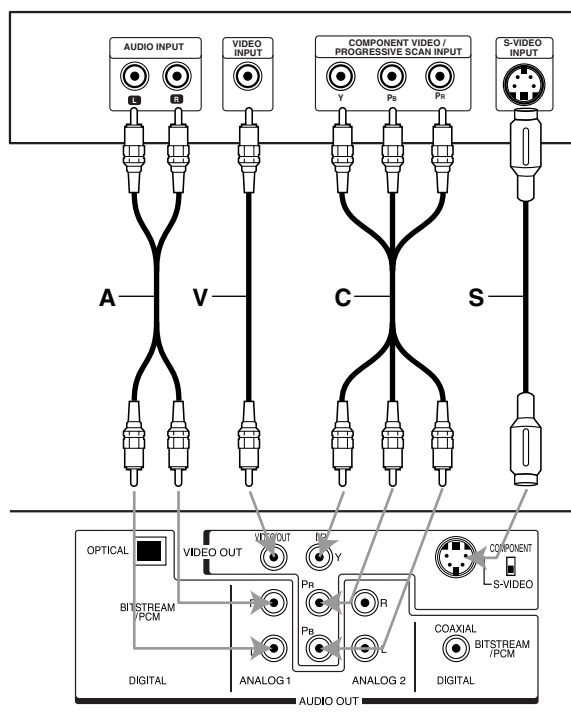 AUDIO INPUT
L
R
VIDEO
INPUT
COMPONENT VIDEO /
PROGRESSIVE SCAN INPUT
Y
PB
PR
S-VIDEO
INPUT
A
V
C
S
OPTICAL
VIDEO OUT
VIDEO OUT
Y
COMPONENT
S-VIDEO
BITSTREAM
/PCM
PR
R
PB
L
COAXIAL
BITSTREAM
/PCM
DIGITAL
ANALOG 1
ANALOG 2
DIGITAL
AUDIO OUT